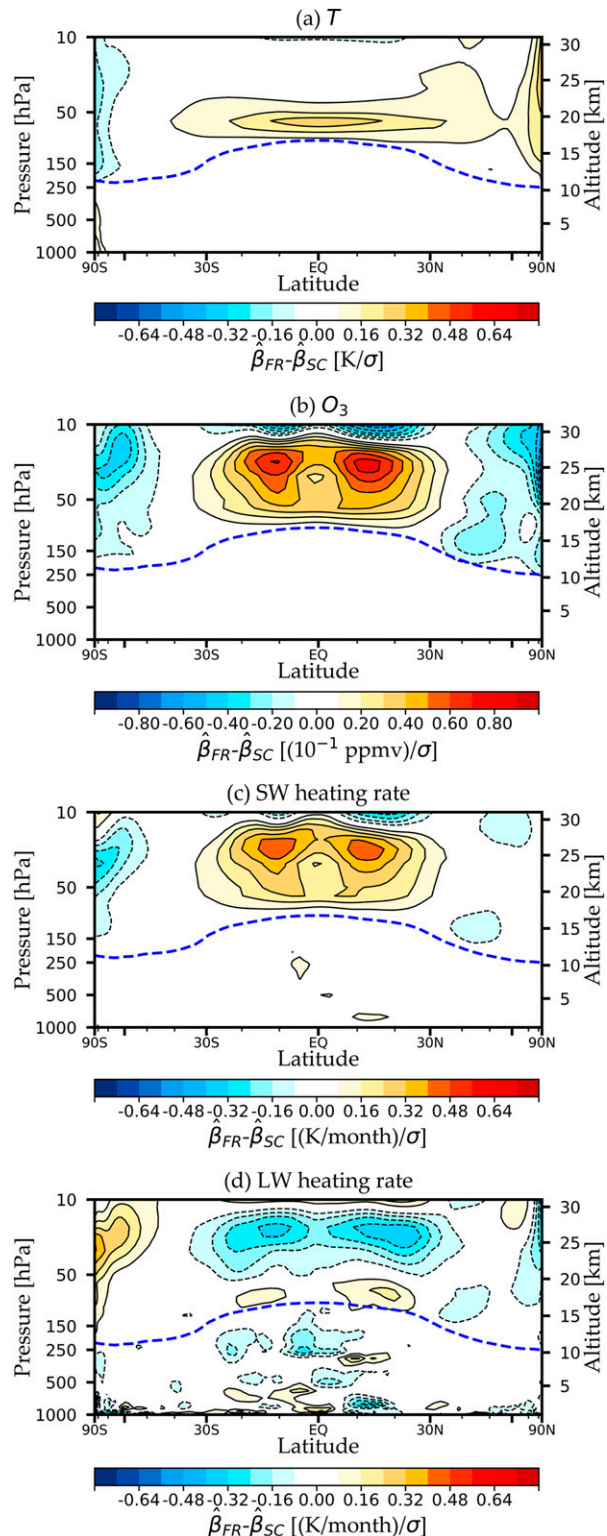 (a) T
10
50
150
250
500
1000
Pressure [hPa]
30
25
20
15
10
5
Altitude [km]
90S 30S EQ 30N 90N
Latitude
-0.64 -0.48 -0.32 -0.16 0.00 0.16 0.32 0.48 0.64
β̂FR-β̂SC [K/σ]
(b) O3
10
50
150
250
500
1000
Pressure [hPa]
30
25
20
15
10
5
Altitude [km]
90S 30S EQ 30N 90N
Latitude
-0.80 -0.60 -0.40 -0.20 0.00 0.20 0.40 0.60 0.80
β̂FR-β̂SC [(10⁻¹ ppmv)/σ]
(c) SW heating rate
10
50
150
250
500
1000
Pressure [hPa]
30
25
20
15
10
5
Altitude [km]
90S 30S EQ 30N 90N
Latitude
-0.64 -0.48 -0.32 -0.16 0.00 0.16 0.32 0.48 0.64
β̂FR-β̂SC [(K/month)/σ]
(d) LW heating rate
10
50
150
250
500
1000
Pressure [hPa]
30
25
20
15
10
5
Altitude [km]
90S 30S EQ 30N 90N
Latitude
-0.64 -0.48 -0.32 -0.16 0.00 0.16 0.32 0.48 0.64
β̂FR-β̂SC [(K/month)/σ]